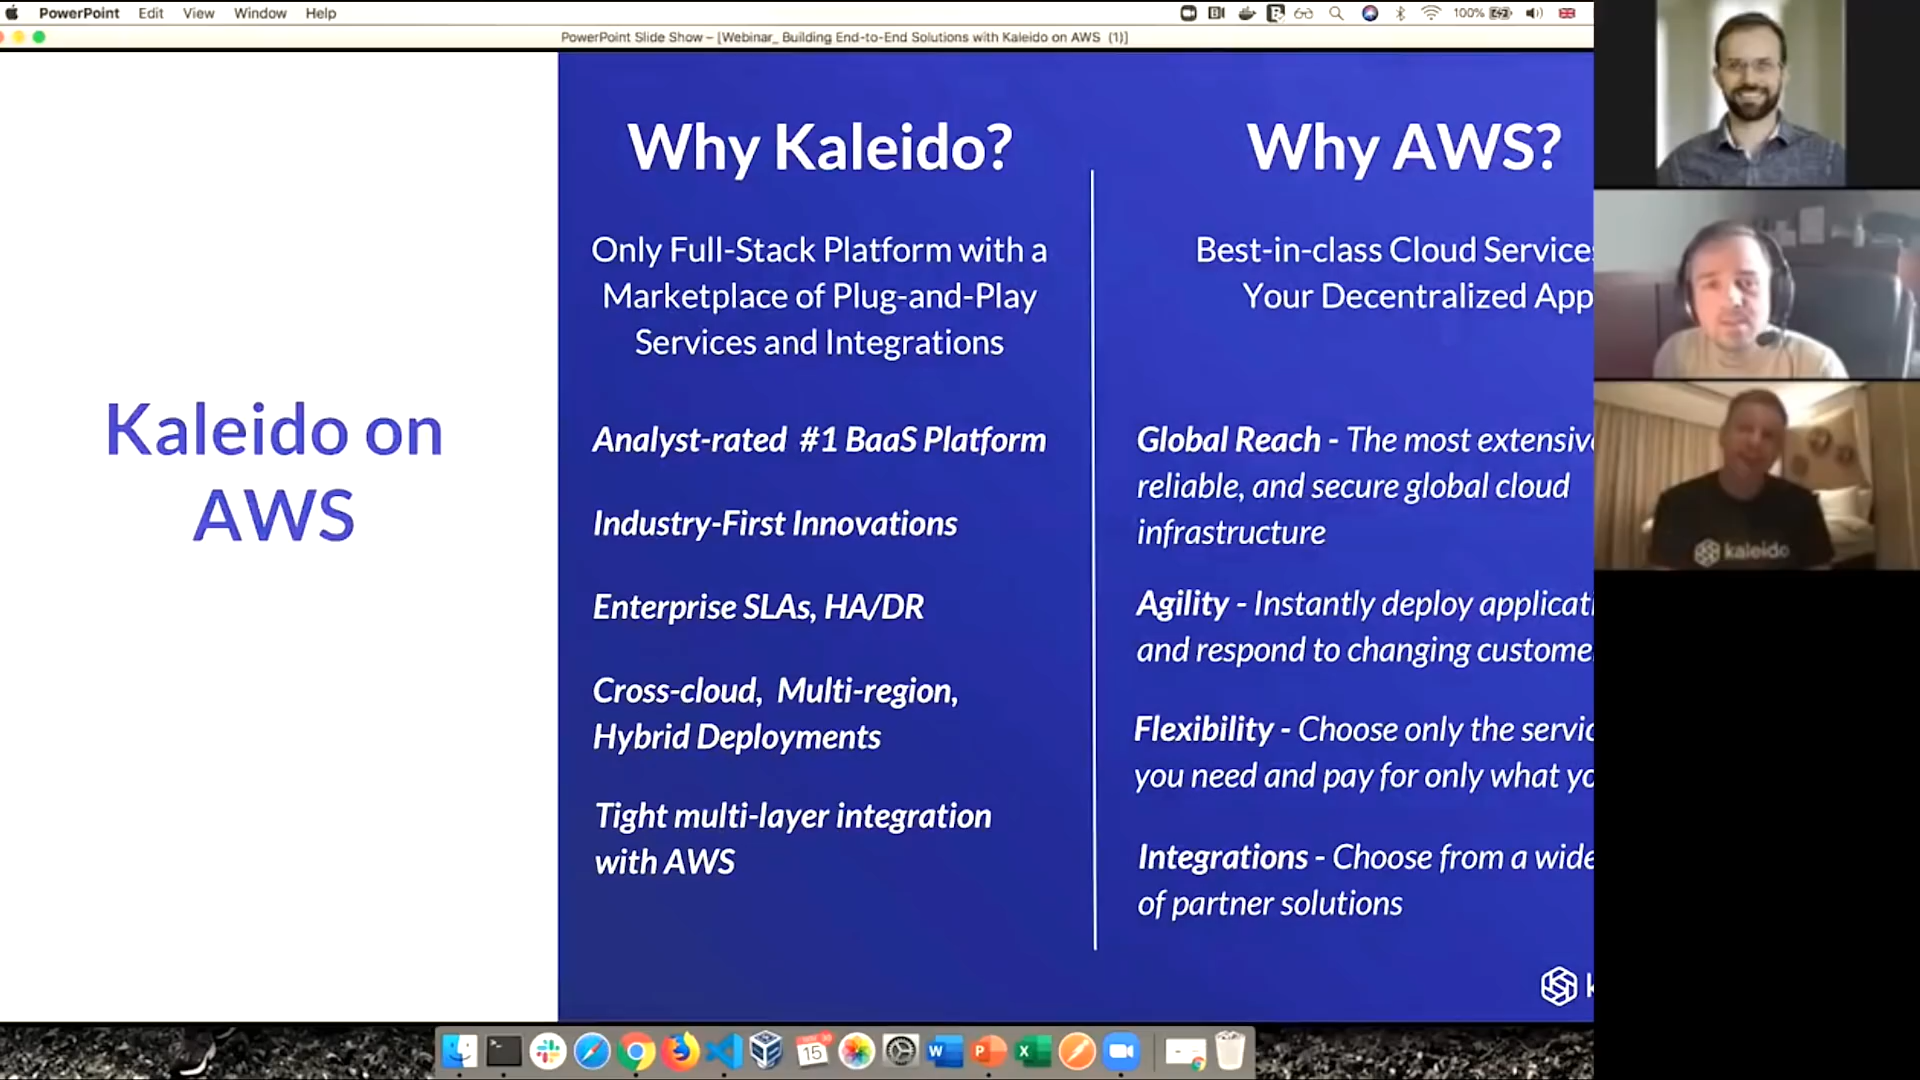 PowerPoint Edit View Window Help
100%
PowerPoint Slide Show – [Webinar_ Building End-to-End Solutions with Kaleido on AWS (1)]
Kaleido on
AWS
Why Kaleido?
Only Full-Stack Platform with a
Marketplace of Plug-and-Play
Services and Integrations
Analyst-rated #1 BaaS Platform
Industry-First Innovations
Enterprise SLAs, HA/DR
Cross-cloud, Multi-region,
Hybrid Deployments
Tight multi-layer integration
with AWS
Why AWS?
Best-in-class Cloud Services
Your Decentralized App
Global Reach - The most extensiv
reliable, and secure global cloud
infrastructure
Agility - Instantly deploy applicati
and respond to changing custome
Flexibility - Choose only the servic
you need and pay for only what yo
Integrations - Choose from a wide
of partner solutions
k
kaleido
15
W
P
X